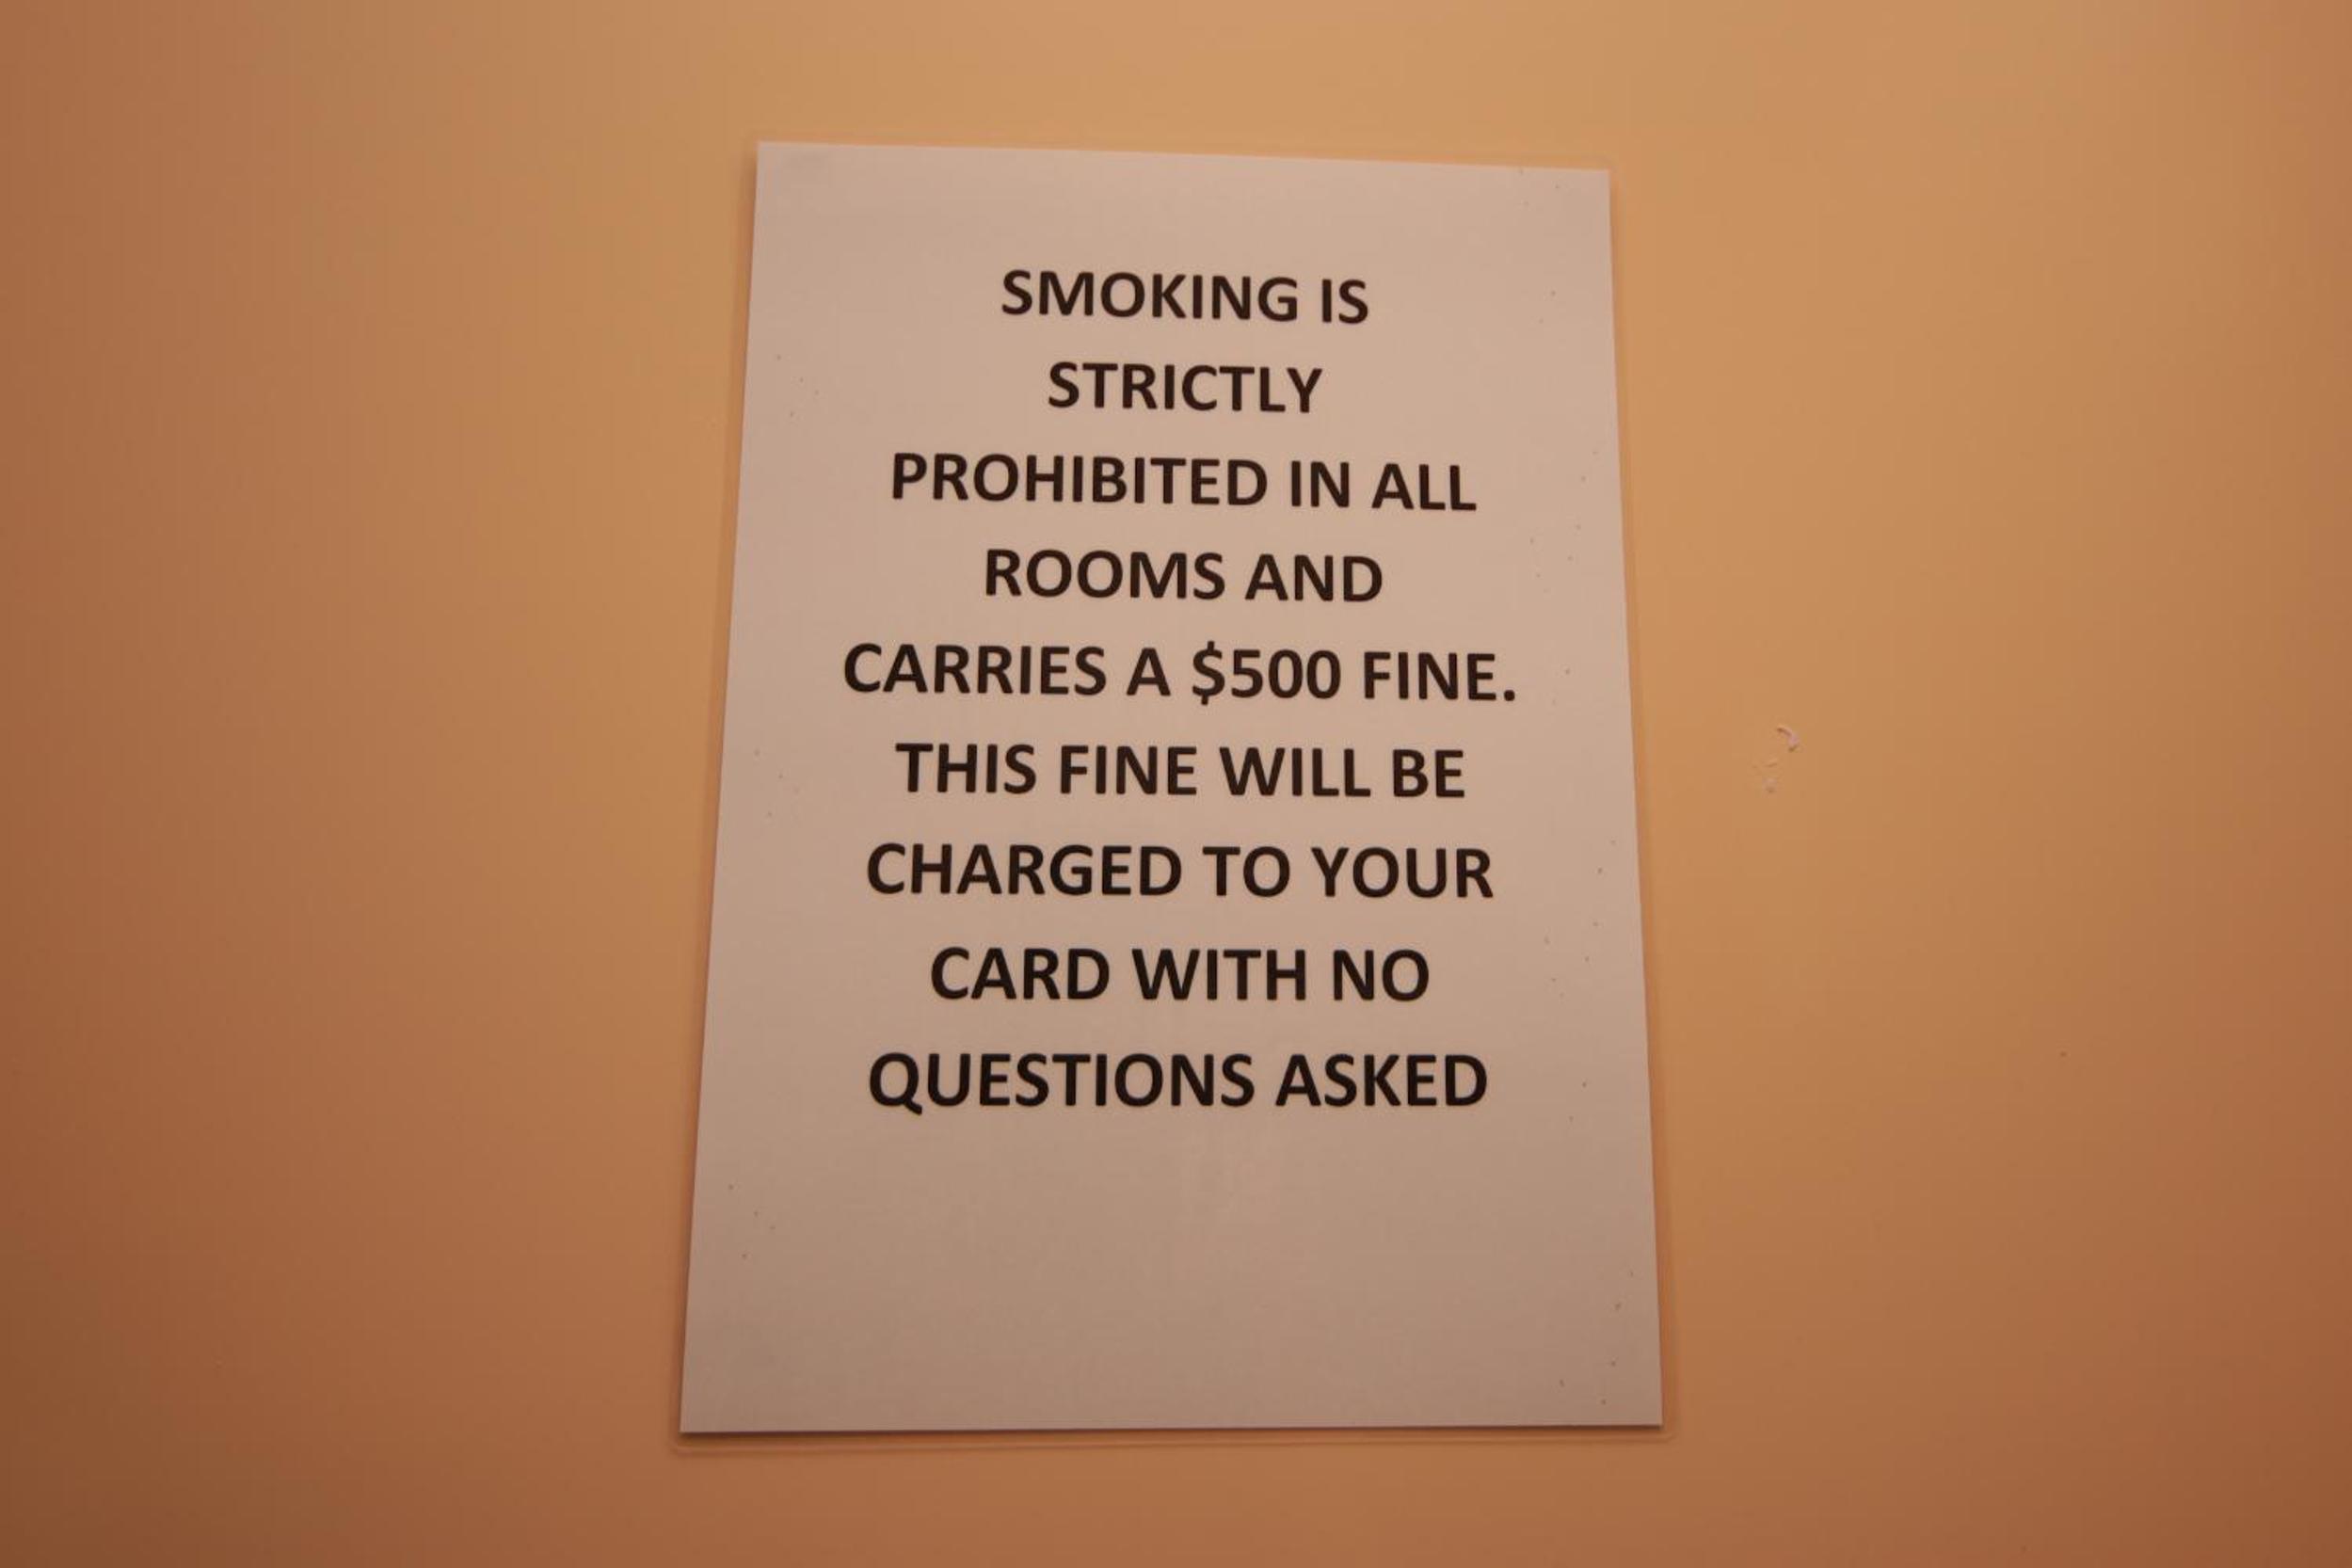 SMOKING IS
STRICTLY
PROHIBITED IN ALL
ROOMS AND
CARRIES A $500 FINE.
THIS FINE WILL BE
CHARGED TO YOUR
CARD WITH NO
QUESTIONS ASKED